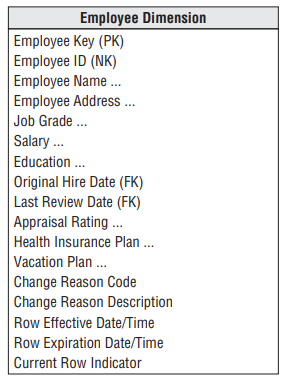 Employee Dimension
Employee Key (PK)
Employee ID (NK)
Employee Name ...
Employee Address ...
Job Grade ...
Salary ...
Education ...
Original Hire Date (FK)
Last Review Date (FK)
Appraisal Rating ...
Health Insurance Plan ...
Vacation Plan ...
Change Reason Code
Change Reason Description
Row Effective Date/Time
Row Expiration Date/Time
Current Row Indicator